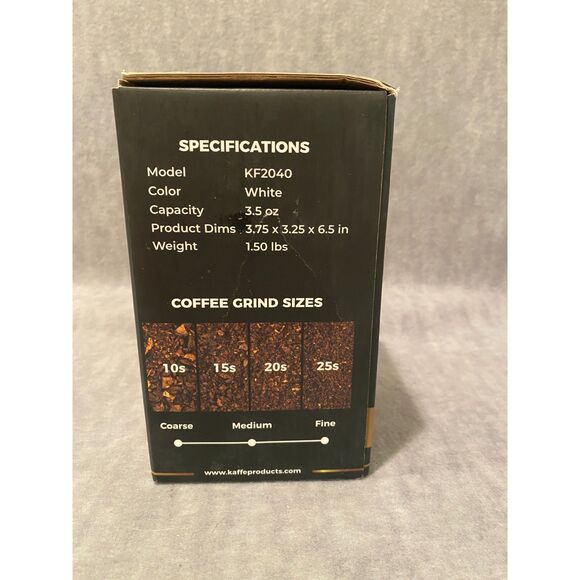 SPECIFICATIONS
Model KF2040
Color White
Capacity 3.5 oz
Product Dims 3.75 x 3.25 x 6.5 in
Weight 1.50 lbs
COFFEE GRIND SIZES
10s 15s 20s 25s
Coarse Medium Fine
www.kaffeproducts.com